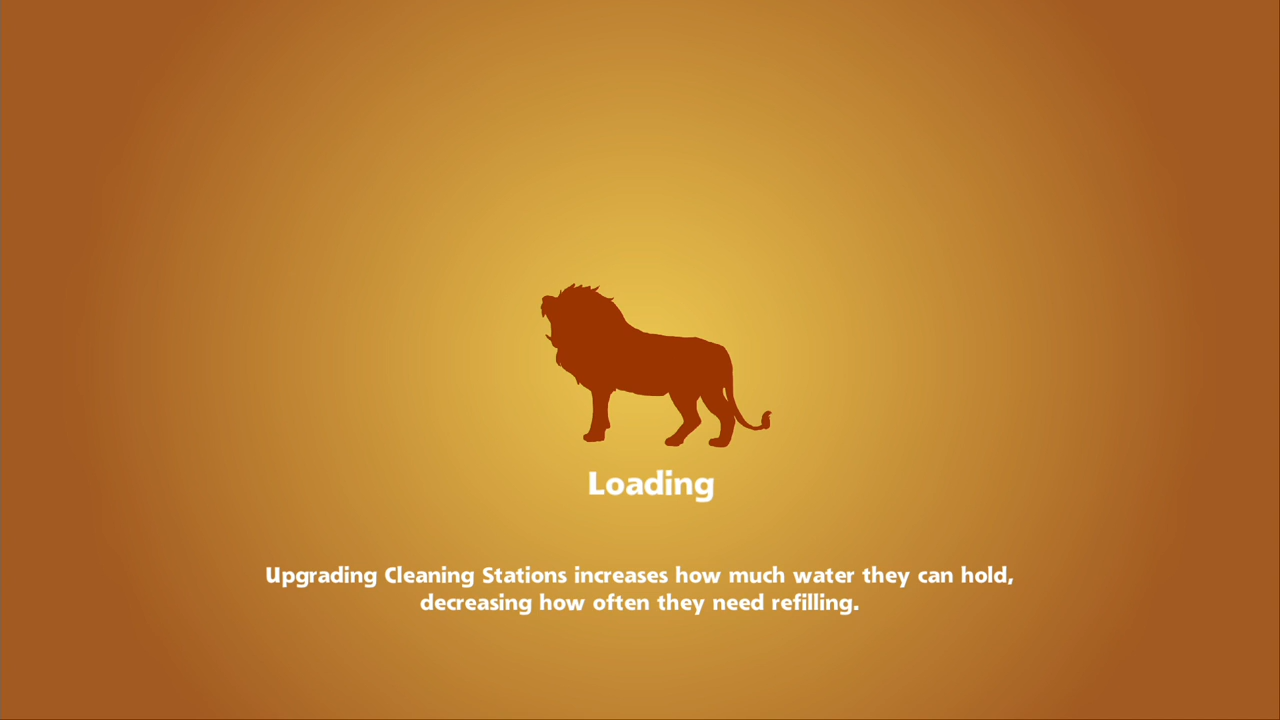 Loading
Upgrading Cleaning Stations increases how much water they can hold,
decreasing how often they need refilling.